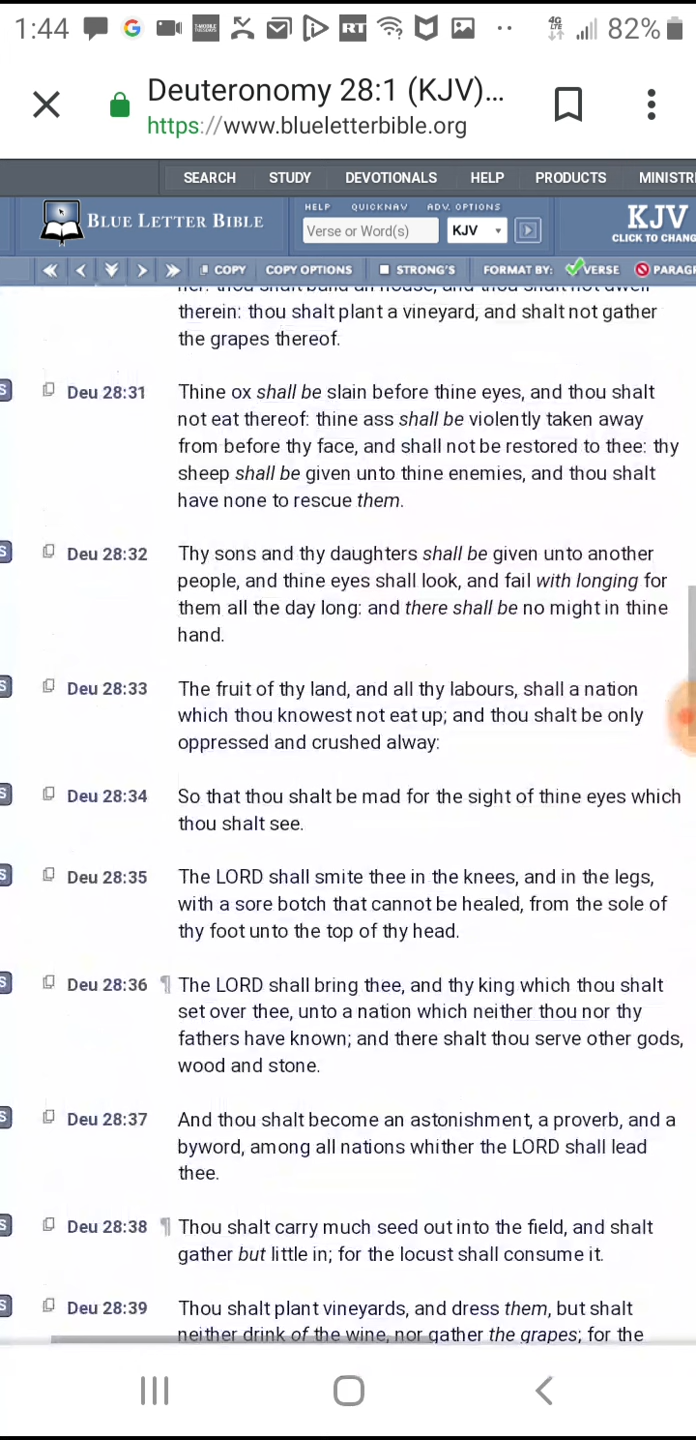 1:44
82%
Deuteronomy 28:1 (KJV)...
https://www.blueletterbible.org
SEARCH STUDY DEVOTIONALS HELP PRODUCTS MINISTRI
BLUE LETTER BIBLE
HELP QUICKNAV ADV. OPTIONS
Verse or Word(s) KJV
KJV
CLICK TO CHANG
COPY COPY OPTIONS STRONG'S FORMAT BY: VERSE PARAGR
her: thou shalt build an house, and thou shalt not dwell
therein: thou shalt plant a vineyard, and shalt not gather
the grapes thereof.
S Deu 28:31 Thine ox shall be slain before thine eyes, and thou shalt
not eat thereof: thine ass shall be violently taken away
from before thy face, and shall not be restored to thee: thy
sheep shall be given unto thine enemies, and thou shalt
have none to rescue them.
S Deu 28:32 Thy sons and thy daughters shall be given unto another
people, and thine eyes shall look, and fail with longing for
them all the day long: and there shall be no might in thine
hand.
S Deu 28:33 The fruit of thy land, and all thy labours, shall a nation
which thou knowest not eat up; and thou shalt be only
oppressed and crushed alway:
S Deu 28:34 So that thou shalt be mad for the sight of thine eyes which
thou shalt see.
S Deu 28:35 The LORD shall smite thee in the knees, and in the legs,
with a sore botch that cannot be healed, from the sole of
thy foot unto the top of thy head.
S Deu 28:36 ¶ The LORD shall bring thee, and thy king which thou shalt
set over thee, unto a nation which neither thou nor thy
fathers have known; and there shalt thou serve other gods,
wood and stone.
S Deu 28:37 And thou shalt become an astonishment, a proverb, and a
byword, among all nations whither the LORD shall lead
thee.
S Deu 28:38 ¶ Thou shalt carry much seed out into the field, and shalt
gather but little in; for the locust shall consume it.
S Deu 28:39 Thou shalt plant vineyards, and dress them, but shalt
neither drink of the wine, nor gather the grapes; for the